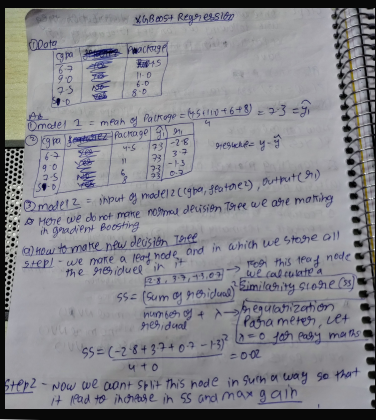 XGBoost Regression
① Data
cgpa package
6.7 4.5
9.0 11.0
7.5 6.0
5.0 8.0
① model 1 = mean of package = (4.5+11.0+6+8)/4 = 7.3 = ŷ₁
② cgpa package ŷ₁ r₁
6.7 4.5 7.3 -2.8
9.0 11 7.3 3.7
7.5 6 7.3 -1.3
5.0 8 7.3 0.7
residue = y-ŷ
③ model 2 = input of model 2 (cgpa, feature2), output (r₁)
Here we do not make normal decision Tree we are making
in gradient Boosting
How to make new decision Tree
Step1 - we make a leaf node, and in which we store all
the residual in it
-2.8, 3.7, -1.3, 0.7 → For this leaf node
we calculate a
Similarity Score (SS)
SS = (Sum of residual)²
number of + λ → regularization
residual
Parameter, let
λ = 0 for easy maths
SS = (-2.8+3.7+0.7-1.3)² = 0.02
4+0
Step2 - Now we want split this node in such a way so that
it lead to increase in SS and max gain